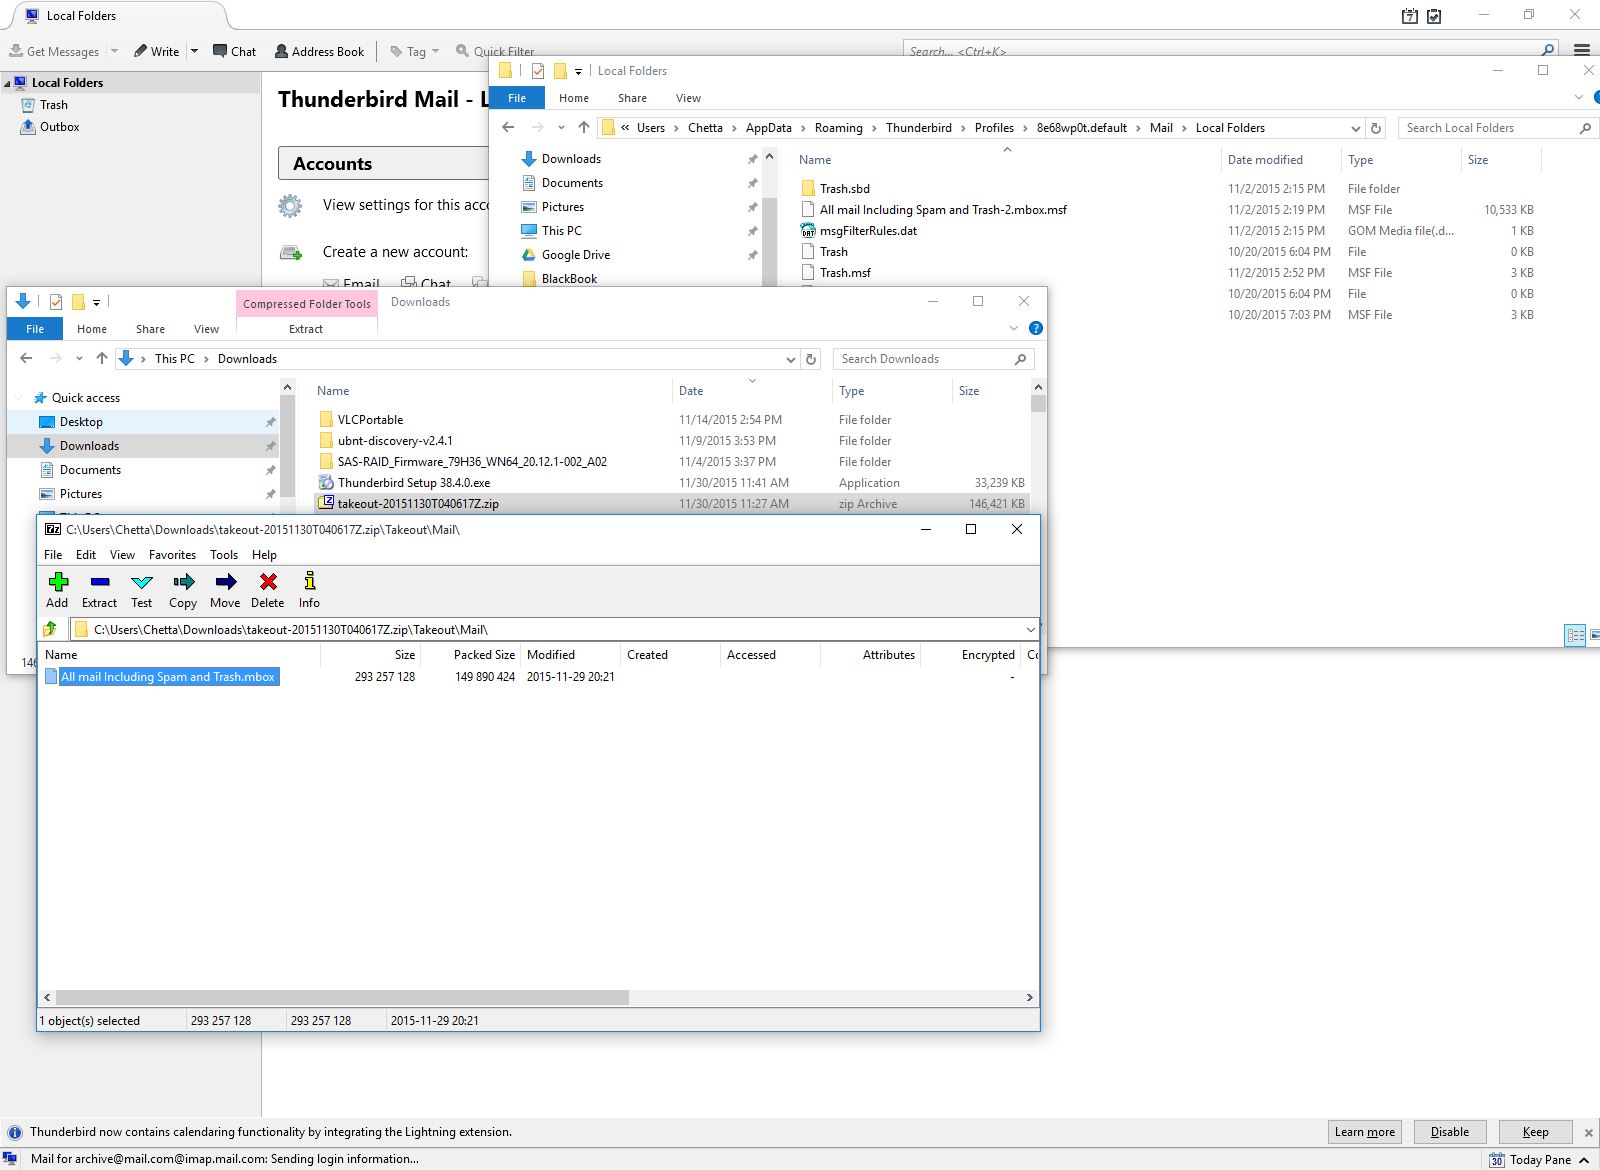 Local Folders
Get Messages Write Chat Address Book Tag Quick Filter Search... <Ctrl+K>
Local Folders
Trash
Outbox
Thunderbird Mail - L
Accounts
View settings for this acco
Create a new account:
Email Chat
Local Folders
File Home Share View
« Users › Chetta › AppData › Roaming › Thunderbird › Profiles › 8e68wp0t.default › Mail › Local Folders Search Local Folders
Downloads
Documents
Pictures
This PC
Google Drive
BlackBook
Name Date modified Type Size
Trash.sbd 11/2/2015 2:15 PM File folder
All mail Including Spam and Trash-2.mbox.msf 11/2/2015 2:19 PM MSF File 10,533 KB
msgFilterRules.dat 11/2/2015 2:15 PM GOM Media file(.d... 1 KB
Trash 10/20/2015 6:04 PM File 0 KB
Trash.msf 11/2/2015 2:52 PM MSF File 3 KB
10/20/2015 6:04 PM File 0 KB
10/20/2015 7:03 PM MSF File 3 KB
Compressed Folder Tools Downloads
File Home Share View Extract
› This PC › Downloads Search Downloads
Quick access
Desktop
Downloads
Documents
Pictures
Name Date Type Size
VLCPortable 11/14/2015 2:54 PM File folder
ubnt-discovery-v2.4.1 11/9/2015 3:53 PM File folder
SAS-RAID_Firmware_79H36_WN64_20.12.1-002_A02 11/4/2015 3:37 PM File folder
Thunderbird Setup 38.4.0.exe 11/30/2015 11:41 AM Application 33,239 KB
takeout-20151130T040617Z.zip 11/30/2015 11:27 AM zip Archive 146,421 KB
146
C:\Users\Chetta\Downloads\takeout-20151130T040617Z.zip\Takeout\Mail\
File Edit View Favorites Tools Help
Add Extract Test Copy Move Delete Info
C:\Users\Chetta\Downloads\takeout-20151130T040617Z.zip\Takeout\Mail\
Name Size Packed Size Modified Created Accessed Attributes Encrypted
All mail Including Spam and Trash.mbox 293 257 128 149 890 424 2015-11-29 20:21 -
1 object(s) selected 293 257 128 293 257 128 2015-11-29 20:21
Thunderbird now contains calendaring functionality by integrating the Lightning extension. Learn more Disable Keep
Mail for archive@mail.com@imap.mail.com: Sending login information... 30 Today Pane